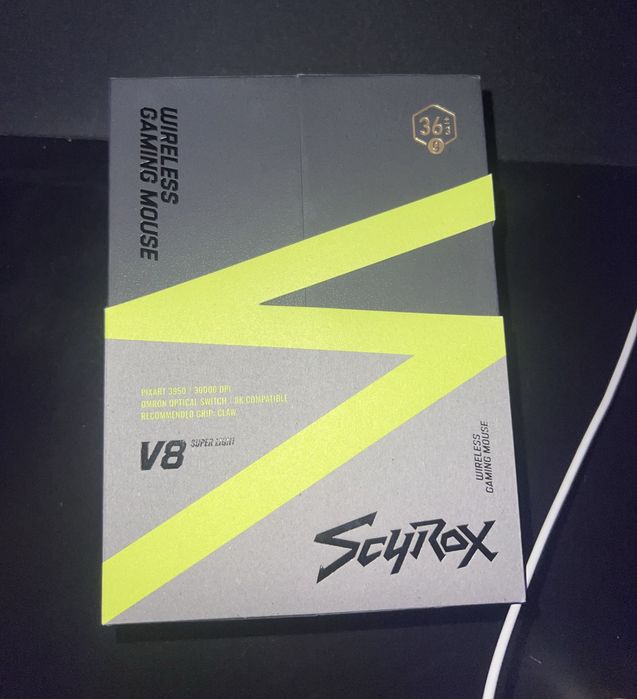 WIRELESS
GAMING MOUSE
36±3
g
PIXART 3950 / 30000 DPI
OMRON OPTICAL SWITCH / 8K COMPATIBLE
RECOMMENDED GRIP: CLAW
V8 SUPER LIGHT
WIRELESS
GAMING MOUSE
SCYROX